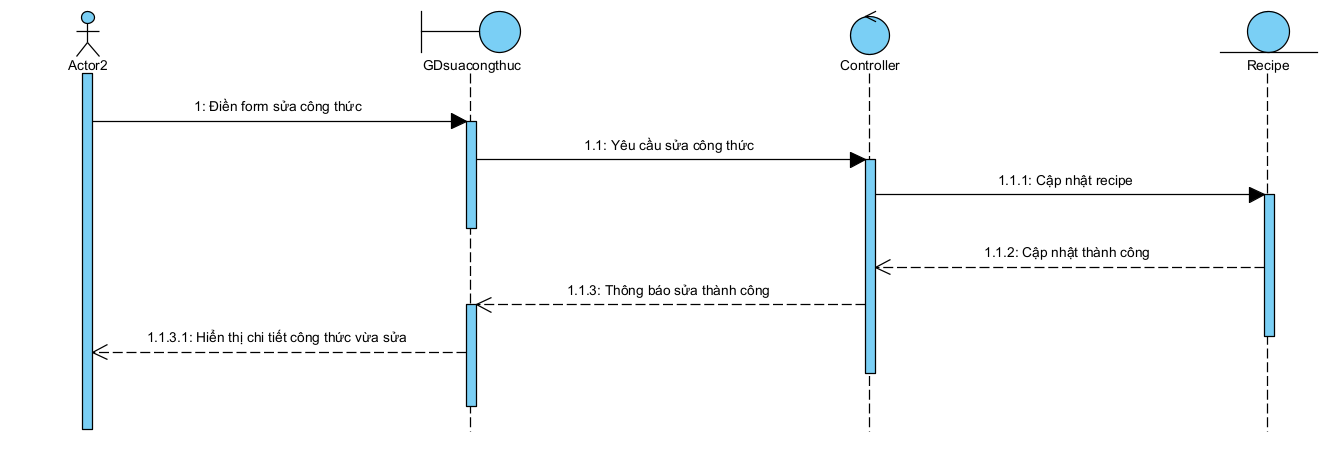 Actor2
GDsuacongthuc
Controller
Recipe
1: Điền form sửa công thức
1.1: Yêu cầu sửa công thức
1.1.1: Cập nhật recipe
1.1.2: Cập nhật thành công
1.1.3: Thông báo sửa thành công
1.1.3.1: Hiển thị chi tiết công thức vừa sửa